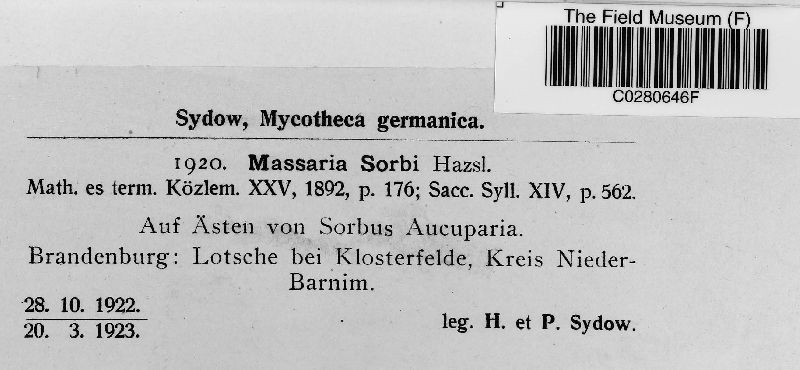 The Field Museum (F)
C0280646F
Sydow, Mycotheca germanica.
1920. Massaria Sorbi Hazsl.
Math. es term. Közlem. XXV, 1892, p. 176; Sacc. Syll. XIV, p. 562.
Auf Ästen von Sorbus Aucuparia.
Brandenburg: Lotsche bei Klosterfelde, Kreis Nieder-
Barnim.
28. 10. 1922.
20. 3. 1923.
leg. H. et P. Sydow.